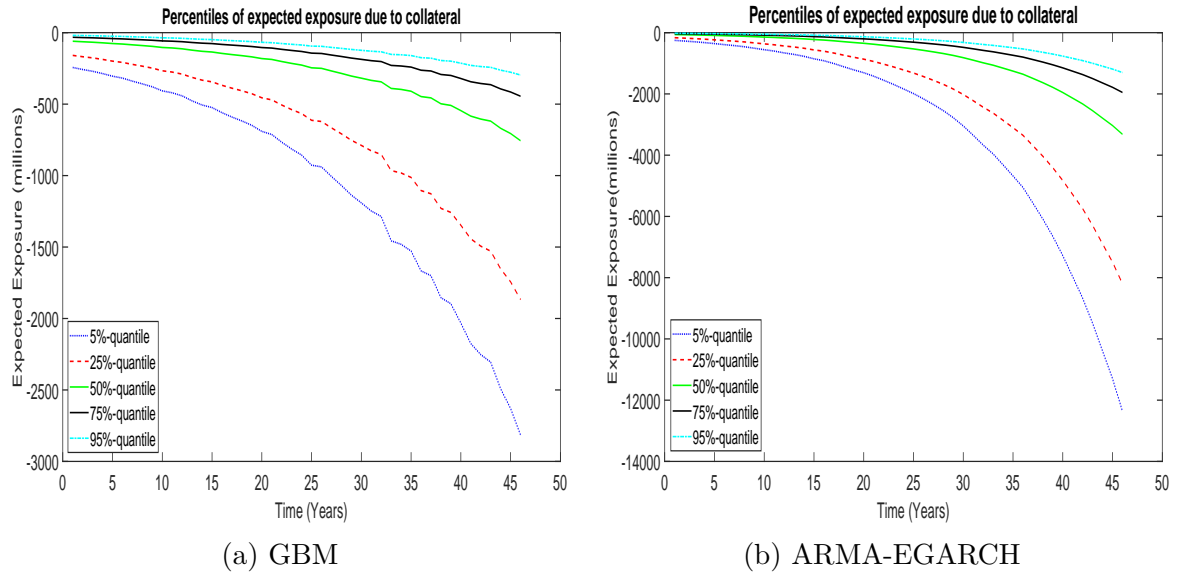 Percentiles of expected exposure due to collateral
0
-500
-1000
-1500
-2000
-2500
-3000
Expected Exposure (millions)
5%-quantile
25%-quantile
50%-quantile
75%-quantile
95%-quantile
0 5 10 15 20 25 30 35 40 45 50
Time (Years)
(a) GBM
Percentiles of expected exposure due to collateral
0
-2000
-4000
-6000
-8000
-10000
-12000
-14000
Expected Exposure(millions)
5%-quantile
25%-quantile
50%-quantile
75%-quantile
95%-quantile
0 5 10 15 20 25 30 35 40 45 50
Time (Years)
(b) ARMA-EGARCH